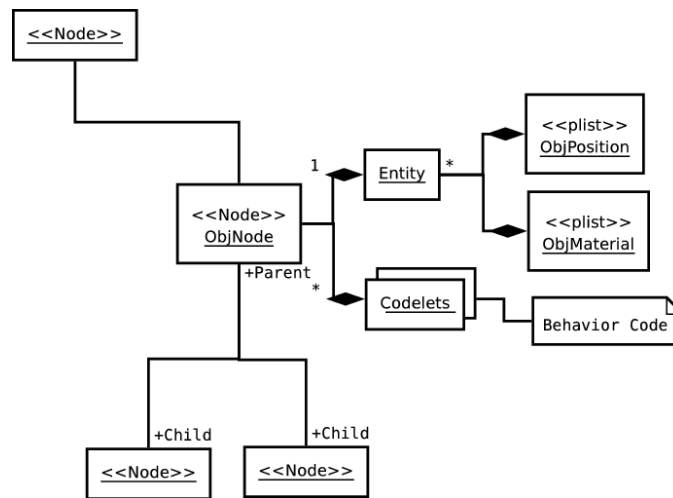 <<Node>>
<<plist>>
ObjPosition
1
Entity
*
<<Node>>
ObjNode
<<plist>>
ObjMaterial
+Parent
*
Codelets
Behavior Code
+Child
+Child
<<Node>>
<<Node>>